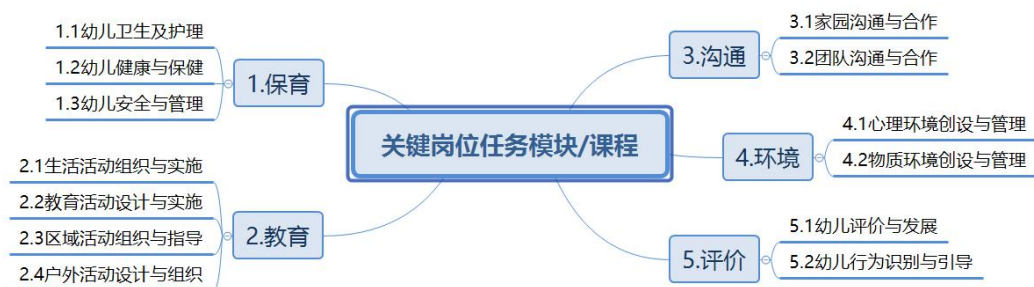 关键岗位任务模块/课程
1.保育
1.1幼儿卫生及护理
1.2幼儿健康与保健
1.3幼儿安全与管理
2.教育
2.1生活活动组织与实施
2.2教育活动设计与实施
2.3区域活动组织与指导
2.4户外活动设计与组织
3.沟通
3.1家园沟通与合作
3.2团队沟通与合作
4.环境
4.1心理环境创设与管理
4.2物质环境创设与管理
5.评价
5.1幼儿评价与发展
5.2幼儿行为识别与引导